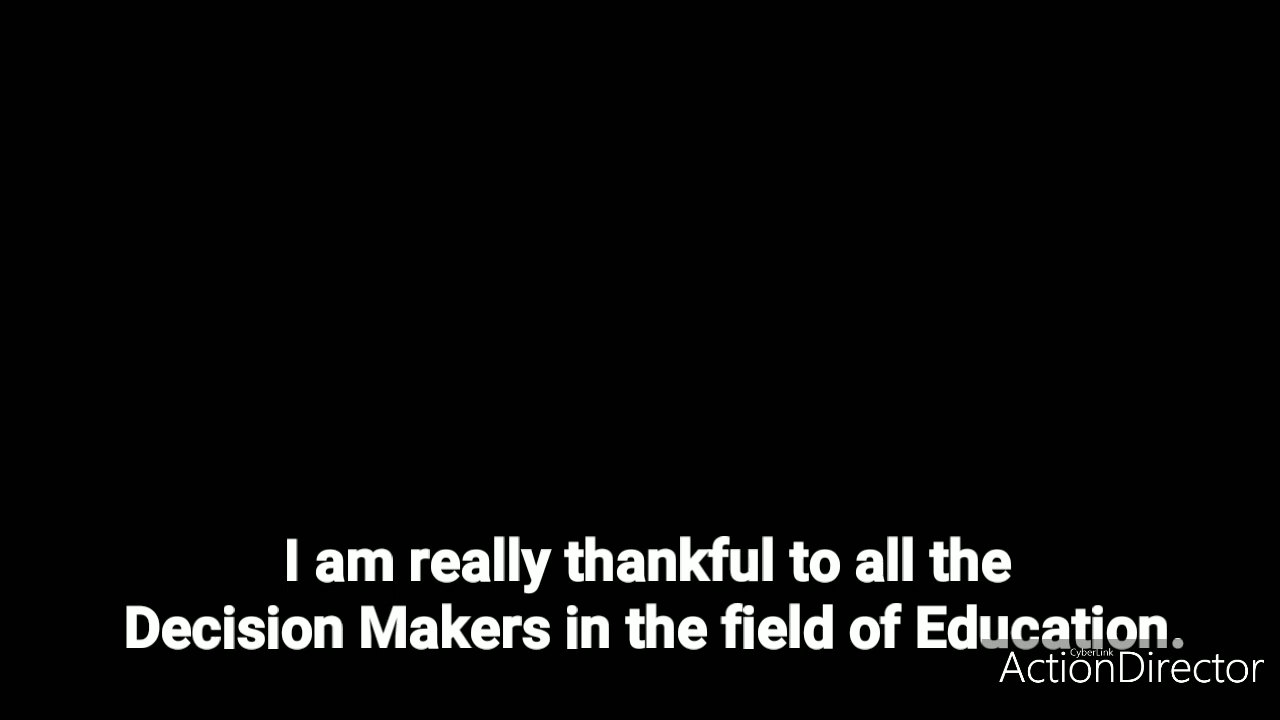 I am really thankful to all the
Decision Makers in the field of Education.
CyberLink
ActionDirector